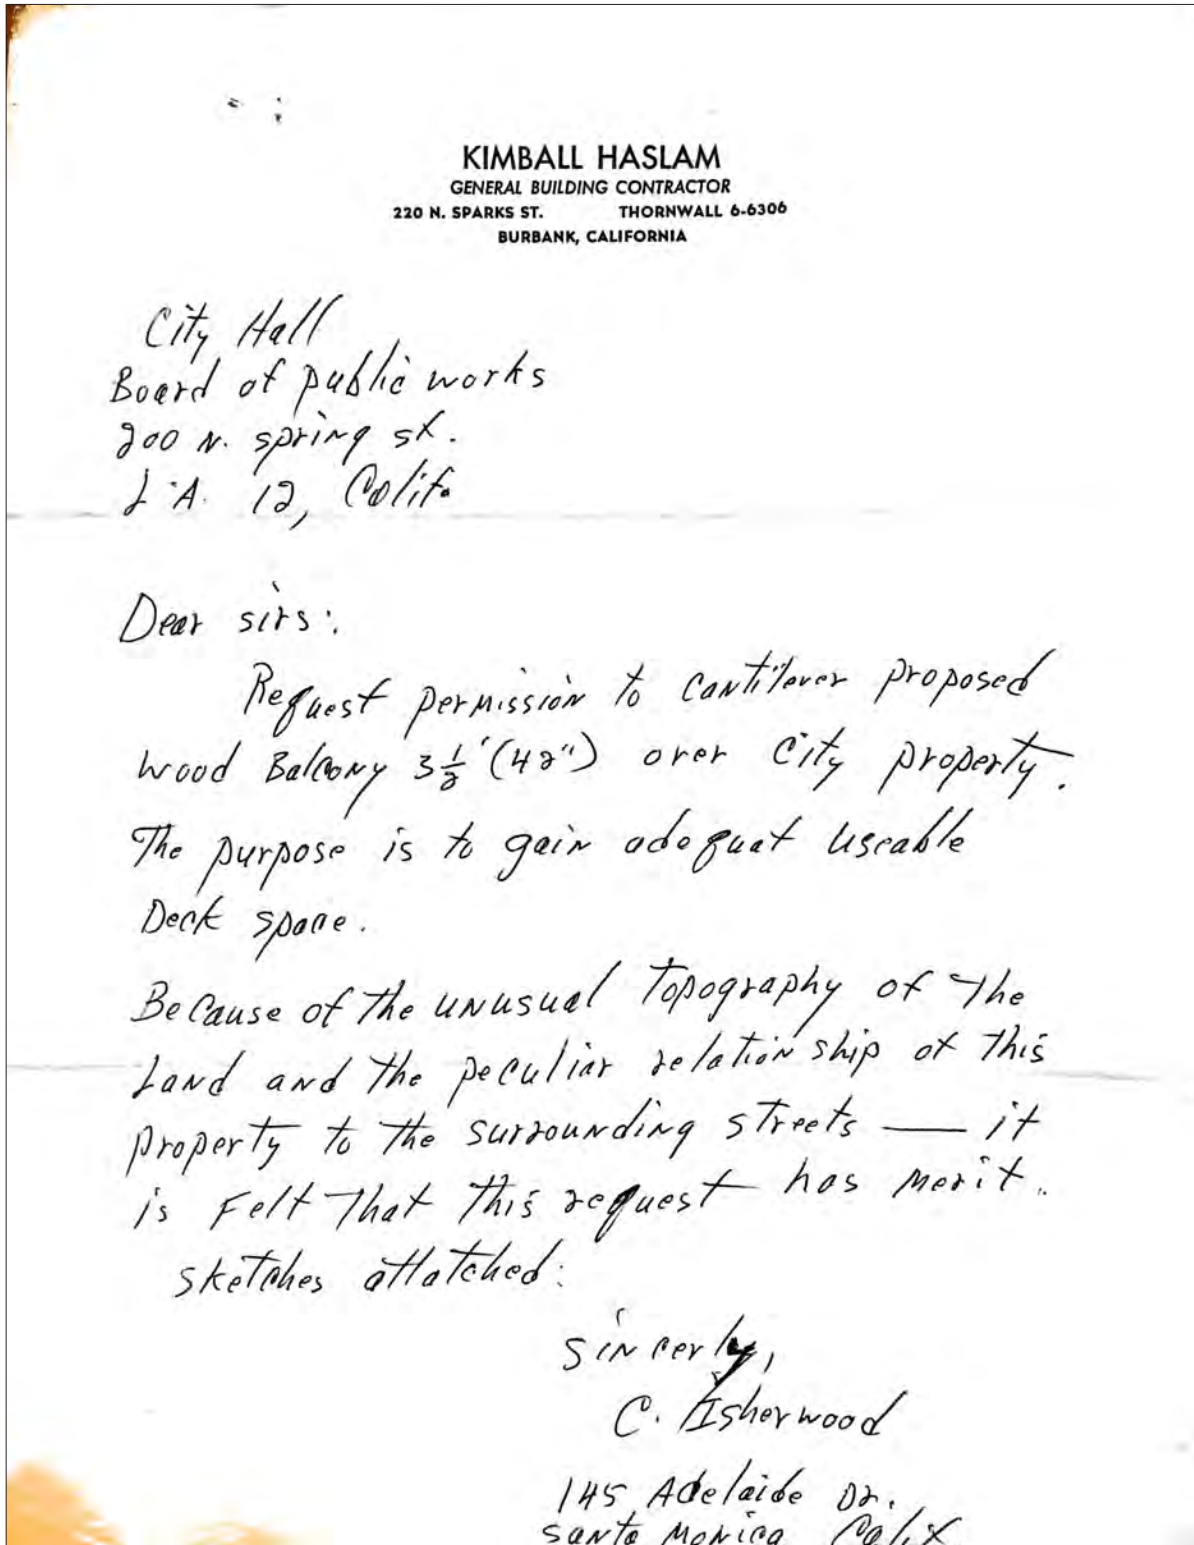 KIMBALL HASLAM
GENERAL BUILDING CONTRACTOR
220 N. SPARKS ST. THORNWALL 6-6306
BURBANK, CALIFORNIA
City Hall
Board of public works
200 N. spring st.
L.A. 12, Calif.
Dear sirs:
Request permission to cantilever proposed
wood Balcony 3 1/2' (42") over City property.
The purpose is to gain adequat Useable
Deck space.
Because of the unusual Topography of the
Land and the peculiar relationship of this
property to the surrounding streets — it
is Felt That this request has merit.
sketches attatched:
sincerly,
C. Isherwood
145 Adelaide Dr.
santa Monica, Calif.